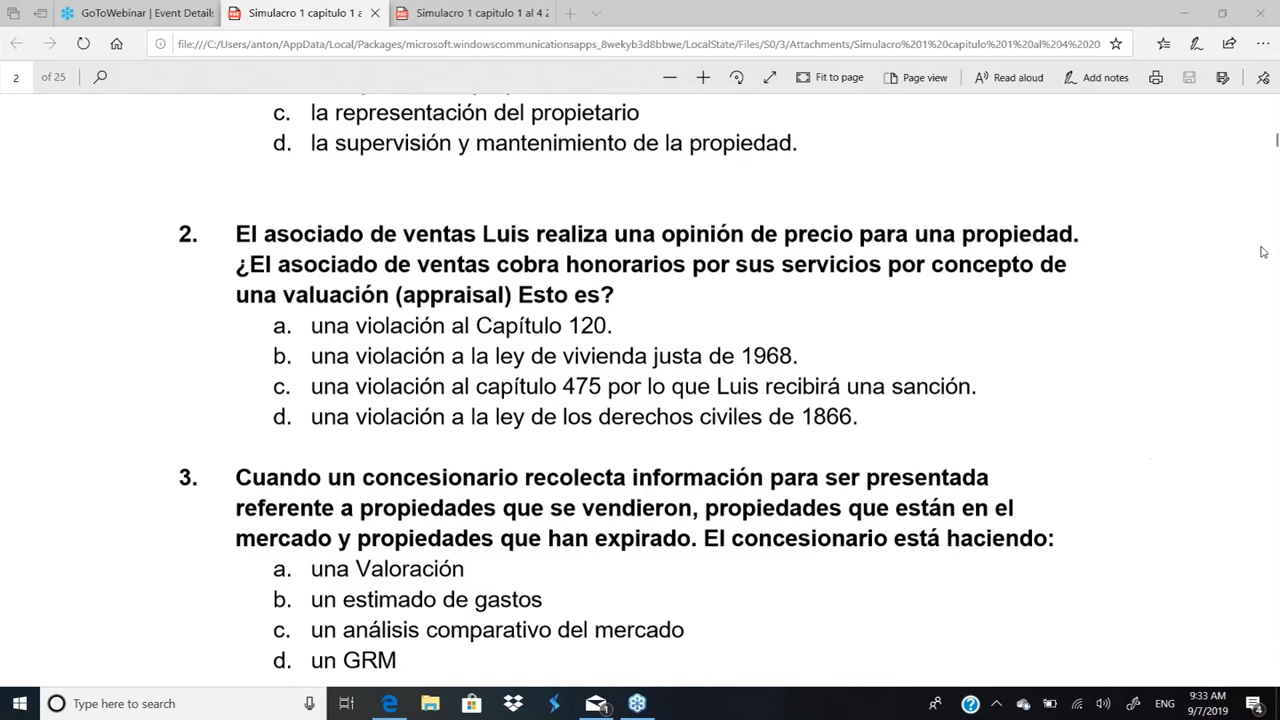 GoToWebinar | Event Details
Simulacro 1 capitulo 1 a
Simulacro 1 capitulo 1 al 4 2
file:///C:/Users/anton/AppData/Local/Packages/microsoft.windowscommunicationsapps_8wekyb3d8bbwe/LocalState/Files/S0/3/Attachments/Simulacro%201%20capitulo%201%20al%204%2020
2 of 25
Fit to page
Page view
Read aloud
Add notes
c. la representación del propietario
d. la supervisión y mantenimiento de la propiedad.
2. El asociado de ventas Luis realiza una opinión de precio para una propiedad.
¿El asociado de ventas cobra honorarios por sus servicios por concepto de
una valuación (appraisal) Esto es?
a. una violación al Capítulo 120.
b. una violación a la ley de vivienda justa de 1968.
c. una violación al capítulo 475 por lo que Luis recibirá una sanción.
d. una violación a la ley de los derechos civiles de 1866.
3. Cuando un concesionario recolecta información para ser presentada
referente a propiedades que se vendieron, propiedades que están en el
mercado y propiedades que han expirado. El concesionario está haciendo:
a. una Valoración
b. un estimado de gastos
c. un análisis comparativo del mercado
d. un GRM
Type here to search
ENG
9:33 AM
9/7/2019